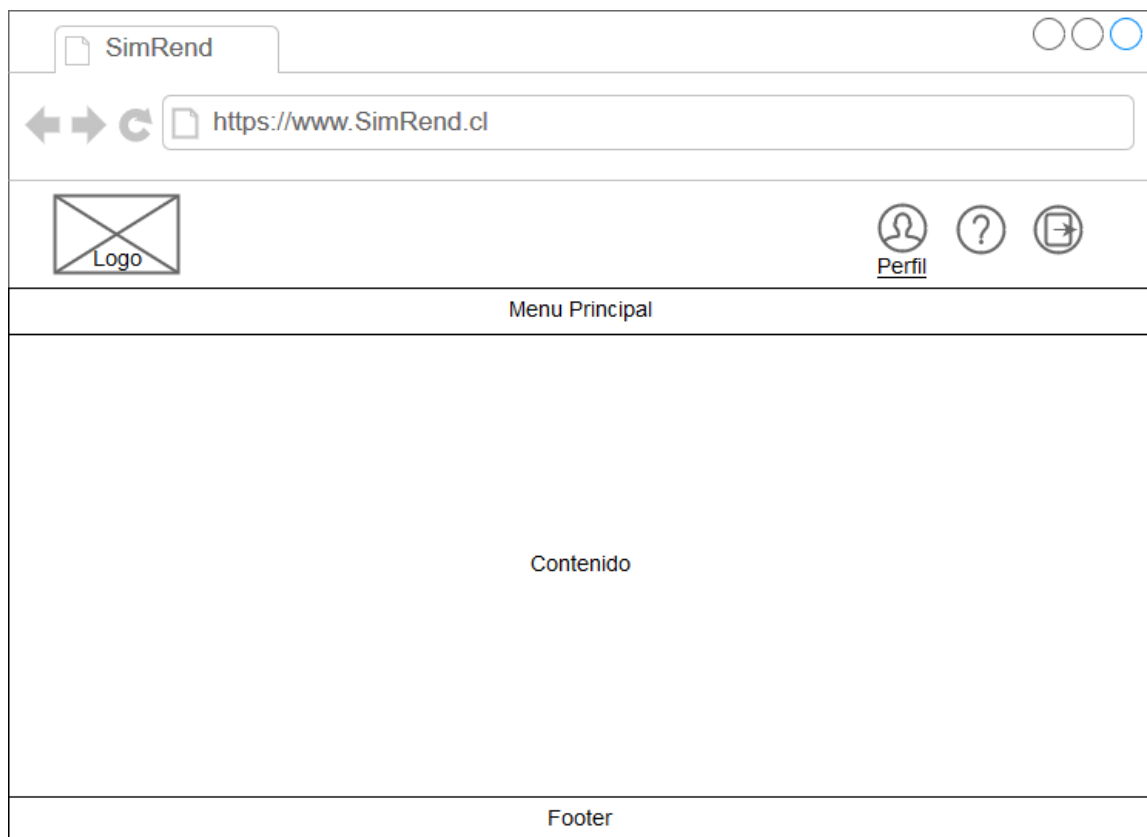 SimRend
https://www.SimRend.cl
Logo
?
Perfil
Menu Principal
Contenido
Footer